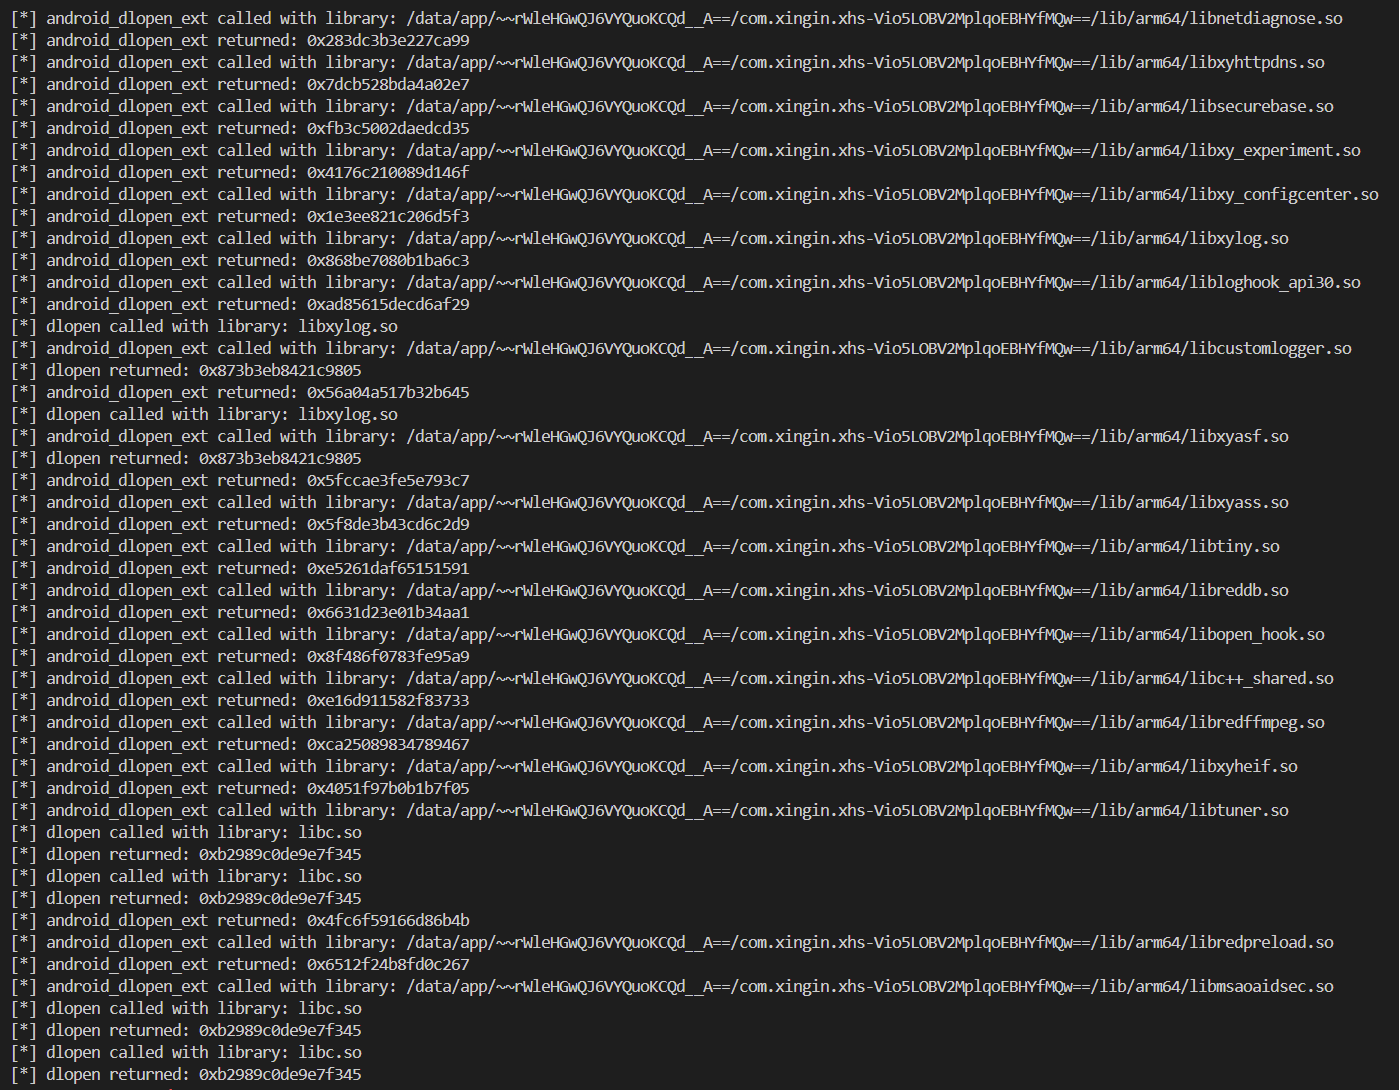 [*] android_dlopen_ext called with library: /data/app/~~rWleHGwQJ6VYQuoKCQd__A==/com.xingin.xhs-Vio5LOBV2MplqoEBHYfMQw==/lib/arm64/libnetdiagnose.so
[*] android_dlopen_ext returned: 0x283dc3b3e227ca99
[*] android_dlopen_ext called with library: /data/app/~~rWleHGwQJ6VYQuoKCQd__A==/com.xingin.xhs-Vio5LOBV2MplqoEBHYfMQw==/lib/arm64/libxyhttpdns.so
[*] android_dlopen_ext returned: 0x7dcb528bda4a02e7
[*] android_dlopen_ext called with library: /data/app/~~rWleHGwQJ6VYQuoKCQd__A==/com.xingin.xhs-Vio5LOBV2MplqoEBHYfMQw==/lib/arm64/libsecurebase.so
[*] android_dlopen_ext returned: 0xfb3c5002daedcd35
[*] android_dlopen_ext called with library: /data/app/~~rWleHGwQJ6VYQuoKCQd__A==/com.xingin.xhs-Vio5LOBV2MplqoEBHYfMQw==/lib/arm64/libxy_experiment.so
[*] android_dlopen_ext returned: 0x4176c210089d146f
[*] android_dlopen_ext called with library: /data/app/~~rWleHGwQJ6VYQuoKCQd__A==/com.xingin.xhs-Vio5LOBV2MplqoEBHYfMQw==/lib/arm64/libxy_configcenter.so
[*] android_dlopen_ext returned: 0x1e3ee821c206d5f3
[*] android_dlopen_ext called with library: /data/app/~~rWleHGwQJ6VYQuoKCQd__A==/com.xingin.xhs-Vio5LOBV2MplqoEBHYfMQw==/lib/arm64/libxylog.so
[*] android_dlopen_ext returned: 0x868be7080b1ba6c3
[*] android_dlopen_ext called with library: /data/app/~~rWleHGwQJ6VYQuoKCQd__A==/com.xingin.xhs-Vio5LOBV2MplqoEBHYfMQw==/lib/arm64/libloghook_api30.so
[*] android_dlopen_ext returned: 0xad85615decd6af29
[*] dlopen called with library: libxylog.so
[*] android_dlopen_ext called with library: /data/app/~~rWleHGwQJ6VYQuoKCQd__A==/com.xingin.xhs-Vio5LOBV2MplqoEBHYfMQw==/lib/arm64/libcustomlogger.so
[*] dlopen returned: 0x873b3eb8421c9805
[*] android_dlopen_ext returned: 0x56a04a517b32b645
[*] dlopen called with library: libxylog.so
[*] android_dlopen_ext called with library: /data/app/~~rWleHGwQJ6VYQuoKCQd__A==/com.xingin.xhs-Vio5LOBV2MplqoEBHYfMQw==/lib/arm64/libxyasf.so
[*] dlopen returned: 0x873b3eb8421c9805
[*] android_dlopen_ext returned: 0x5fccae3fe5e793c7
[*] android_dlopen_ext called with library: /data/app/~~rWleHGwQJ6VYQuoKCQd__A==/com.xingin.xhs-Vio5LOBV2MplqoEBHYfMQw==/lib/arm64/libxyass.so
[*] android_dlopen_ext returned: 0x5f8de3b43cd6c2d9
[*] android_dlopen_ext called with library: /data/app/~~rWleHGwQJ6VYQuoKCQd__A==/com.xingin.xhs-Vio5LOBV2MplqoEBHYfMQw==/lib/arm64/libtiny.so
[*] android_dlopen_ext returned: 0xe5261daf65151591
[*] android_dlopen_ext called with library: /data/app/~~rWleHGwQJ6VYQuoKCQd__A==/com.xingin.xhs-Vio5LOBV2MplqoEBHYfMQw==/lib/arm64/libreddb.so
[*] android_dlopen_ext returned: 0x6631d23e01b34aa1
[*] android_dlopen_ext called with library: /data/app/~~rWleHGwQJ6VYQuoKCQd__A==/com.xingin.xhs-Vio5LOBV2MplqoEBHYfMQw==/lib/arm64/libopen_hook.so
[*] android_dlopen_ext returned: 0x8f486f0783fe95a9
[*] android_dlopen_ext called with library: /data/app/~~rWleHGwQJ6VYQuoKCQd__A==/com.xingin.xhs-Vio5LOBV2MplqoEBHYfMQw==/lib/arm64/libc++_shared.so
[*] android_dlopen_ext returned: 0xe16d911582f83733
[*] android_dlopen_ext called with library: /data/app/~~rWleHGwQJ6VYQuoKCQd__A==/com.xingin.xhs-Vio5LOBV2MplqoEBHYfMQw==/lib/arm64/libredffmpeg.so
[*] android_dlopen_ext returned: 0xca25089834789467
[*] android_dlopen_ext called with library: /data/app/~~rWleHGwQJ6VYQuoKCQd__A==/com.xingin.xhs-Vio5LOBV2MplqoEBHYfMQw==/lib/arm64/libxyheif.so
[*] android_dlopen_ext returned: 0x4051f97b0b1b7f05
[*] android_dlopen_ext called with library: /data/app/~~rWleHGwQJ6VYQuoKCQd__A==/com.xingin.xhs-Vio5LOBV2MplqoEBHYfMQw==/lib/arm64/libtuner.so
[*] dlopen called with library: libc.so
[*] dlopen returned: 0xb2989c0de9e7f345
[*] dlopen called with library: libc.so
[*] dlopen returned: 0xb2989c0de9e7f345
[*] android_dlopen_ext returned: 0x4fc6f59166d86b4b
[*] android_dlopen_ext called with library: /data/app/~~rWleHGwQJ6VYQuoKCQd__A==/com.xingin.xhs-Vio5LOBV2MplqoEBHYfMQw==/lib/arm64/libredpreload.so
[*] android_dlopen_ext returned: 0x6512f24b8fd0c267
[*] android_dlopen_ext called with library: /data/app/~~rWleHGwQJ6VYQuoKCQd__A==/com.xingin.xhs-Vio5LOBV2MplqoEBHYfMQw==/lib/arm64/libmsaoaidsec.so
[*] dlopen called with library: libc.so
[*] dlopen returned: 0xb2989c0de9e7f345
[*] dlopen called with library: libc.so
[*] dlopen returned: 0xb2989c0de9e7f345